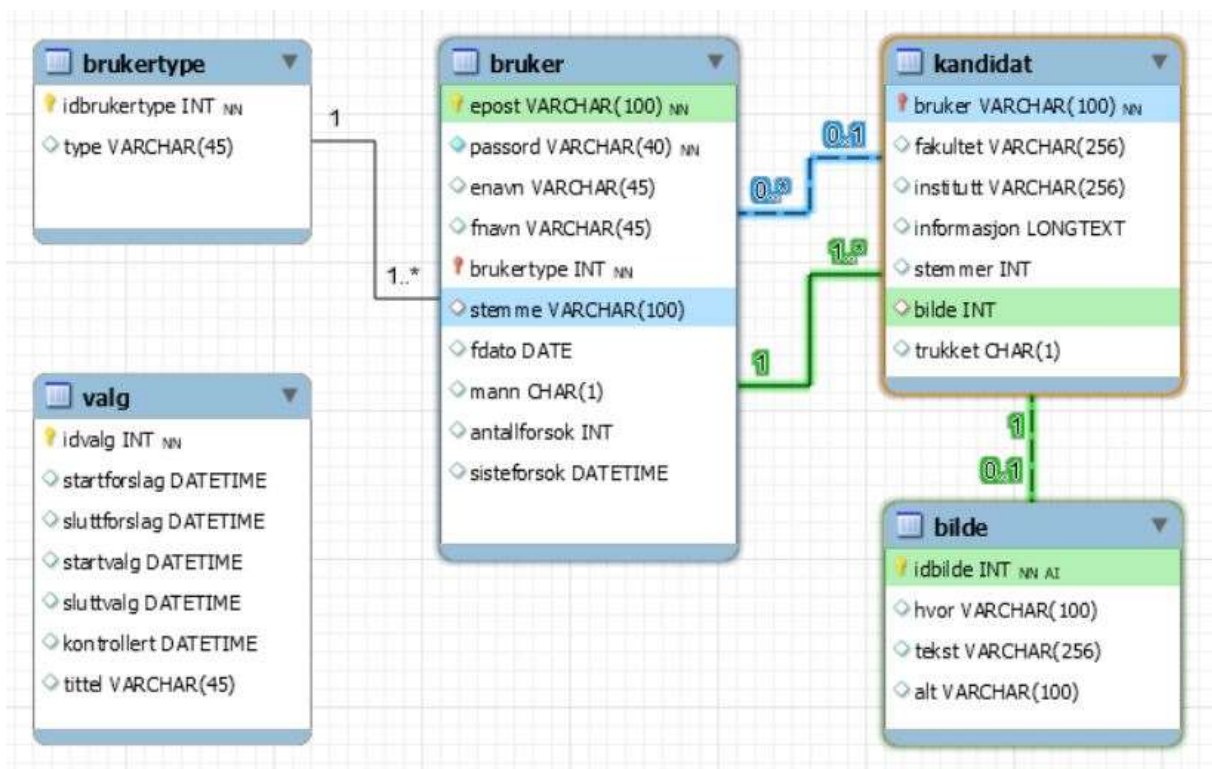 brukertype
idbrukertype INT NN
type VARCHAR(45)
1
1..*
bruker
epost VARCHAR(100) NN
passord VARCHAR(40) NN
enavn VARCHAR(45)
fnavn VARCHAR(45)
brukertype INT NN
stemme VARCHAR(100)
fdato DATE
mann CHAR(1)
antallforsok INT
sisteforsok DATETIME
0..1
0..*
1..*
1
kandidat
bruker VARCHAR(100) NN
fakultet VARCHAR(256)
institutt VARCHAR(256)
informasjon LONGTEXT
stemmer INT
bilde INT
trukket CHAR(1)
1
0..1
valg
idvalg INT NN
startforslag DATETIME
sluttforslag DATETIME
startvalg DATETIME
sluttvalg DATETIME
kontrollert DATETIME
tittel VARCHAR(45)
bilde
idbilde INT NN AI
hvor VARCHAR(100)
tekst VARCHAR(256)
alt VARCHAR(100)